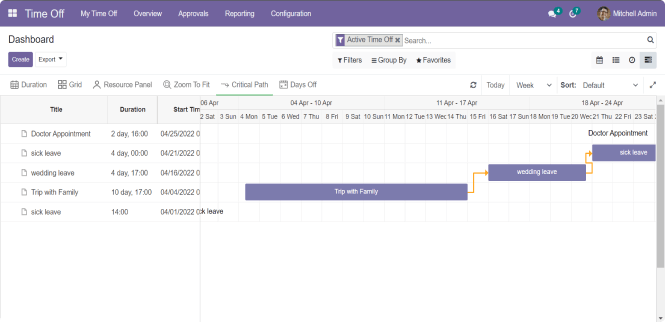 Time Off My Time Off Overview Approvals Reporting Configuration 4 7 Mitchell Admin
Dashboard
Active Time Off Search...
Create Export Filters Group By Favorites
Duration Grid Resource Panel Zoom To Fit Critical Path Days Off Today Week Sort: Default
Title Duration Start Tim 06 Apr 04 Apr - 10 Apr 11 Apr - 17 Apr 18 Apr - 24 Apr
2 Sat 3 Sun 4 Mon 5 Tue 6 Wed 7 Thu 8 Fri 9 Sat 10 Sun 11 Mon 12 Tue 13 Wed 14 Thu 15 Fri 16 Sat 17 Sun 18 Mon 19 Tue 20 Wed 21 Thu 22 Fri 23 Sat
Doctor Appointment 2 day, 16:00 04/25/2022 0 Doctor Appointment
sick leave 4 day, 00:00 04/21/2022 0 sick leave
wedding leave 4 day, 17:00 04/16/2022 0 wedding leave
Trip with Family 10 day, 17:00 04/04/2022 0 Trip with Family
sick leave 14:00 04/01/2022 0 ck leave